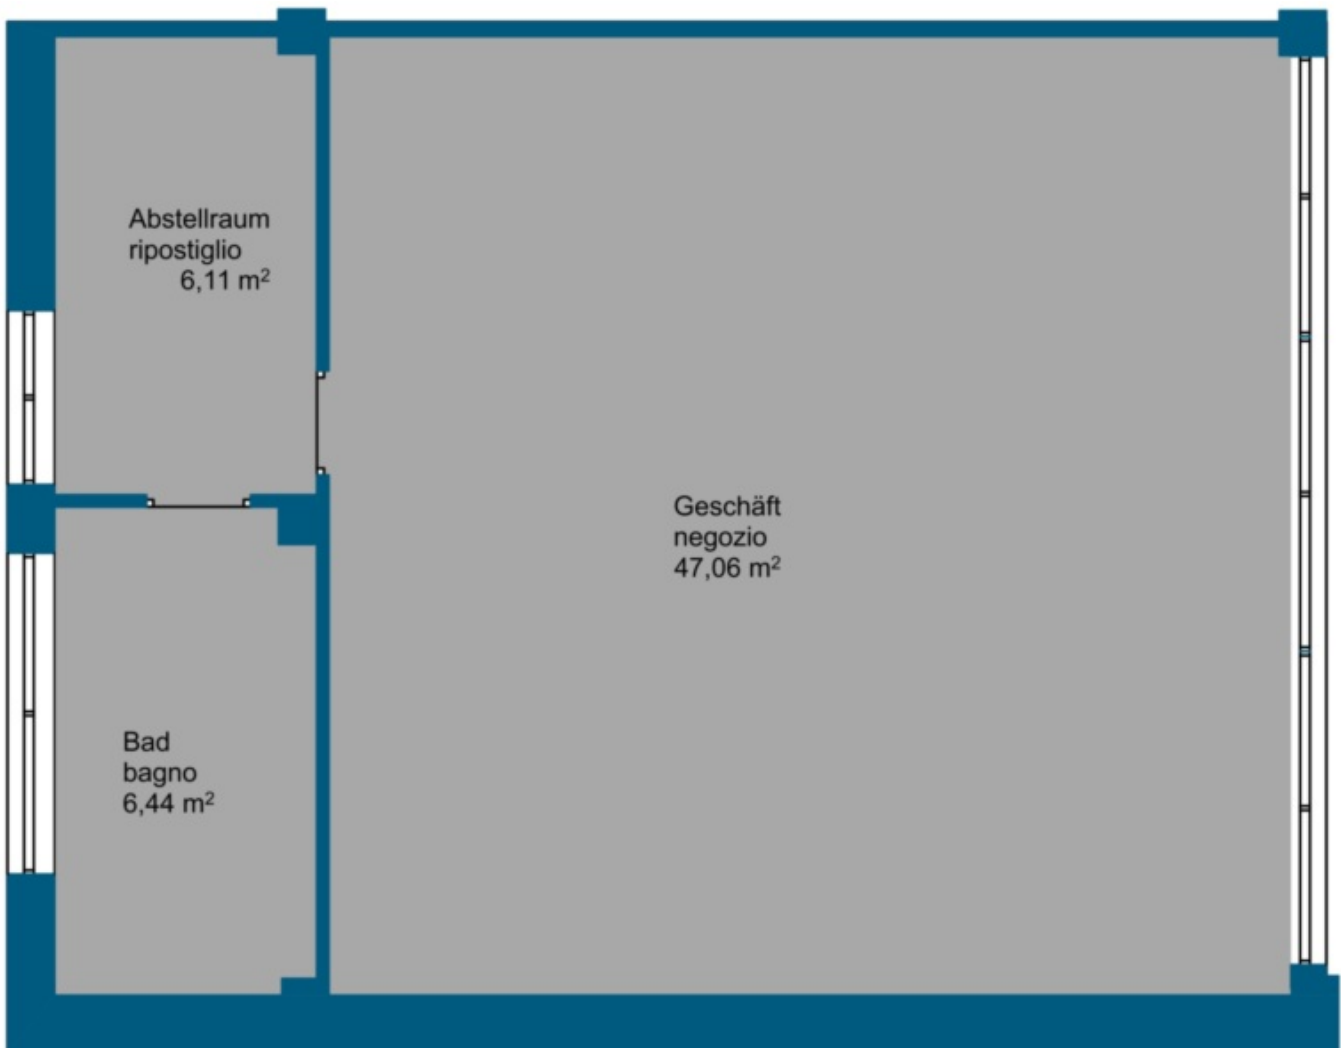 Abstellraum
ripostiglio
6,11 m²
Geschäft
negozio
47,06 m²
Bad
bagno
6,44 m²